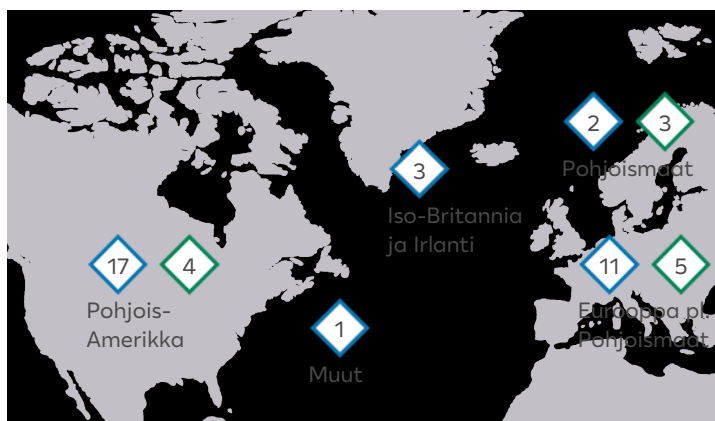 2 3
Pohjoismaat
3
Iso-Britannia
ja Irlanti
17 4
Pohjois-
Amerikka
11 5
Eurooppa pl.
Pohjoismaat
1
Muut